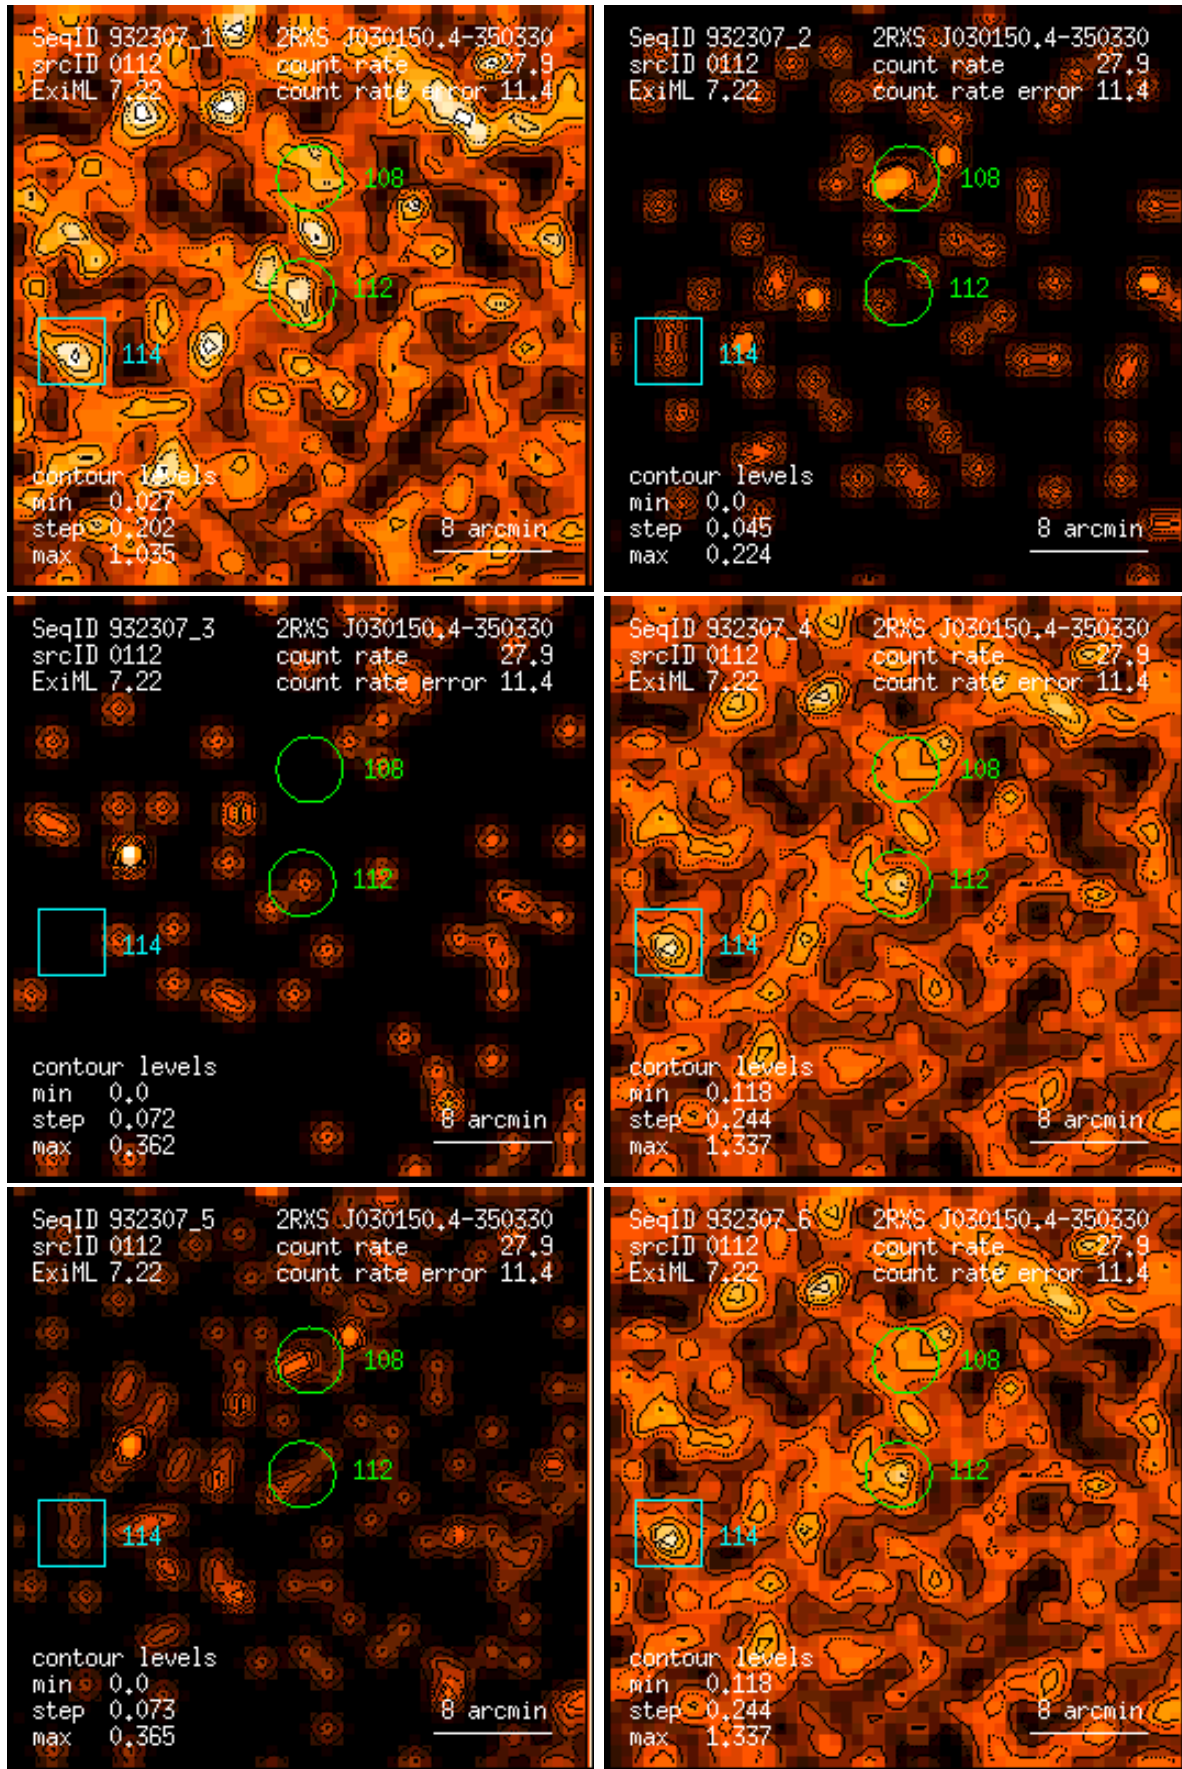 SeqID 932307_1 2RXS J030150.4-350330
srcID 0112 count rate 27.9
ExiML 7.22 count rate error 11.4
108
112
114
contour levels
min 0.027
step 0.202
max 1.035
8 arcmin
SeqID 932307_2 2RXS J030150.4-350330
srcID 0112 count rate 27.9
ExiML 7.22 count rate error 11.4
108
112
114
contour levels
min 0.0
step 0.045
max 0.224
8 arcmin
SeqID 932307_3 2RXS J030150.4-350330
srcID 0112 count rate 27.9
ExiML 7.22 count rate error 11.4
108
112
114
contour levels
min 0.0
step 0.072
max 0.362
8 arcmin
SeqID 932307_4 2RXS J030150.4-350330
srcID 0112 count rate 27.9
ExiML 7.22 count rate error 11.4
108
112
114
contour levels
min 0.118
step 0.244
max 1.337
8 arcmin
SeqID 932307_5 2RXS J030150.4-350330
srcID 0112 count rate 27.9
ExiML 7.22 count rate error 11.4
108
112
114
contour levels
min 0.0
step 0.073
max 0.365
8 arcmin
SeqID 932307_6 2RXS J030150.4-350330
srcID 0112 count rate 27.9
ExiML 7.22 count rate error 11.4
108
112
114
contour levels
min 0.118
step 0.244
max 1.337
8 arcmin